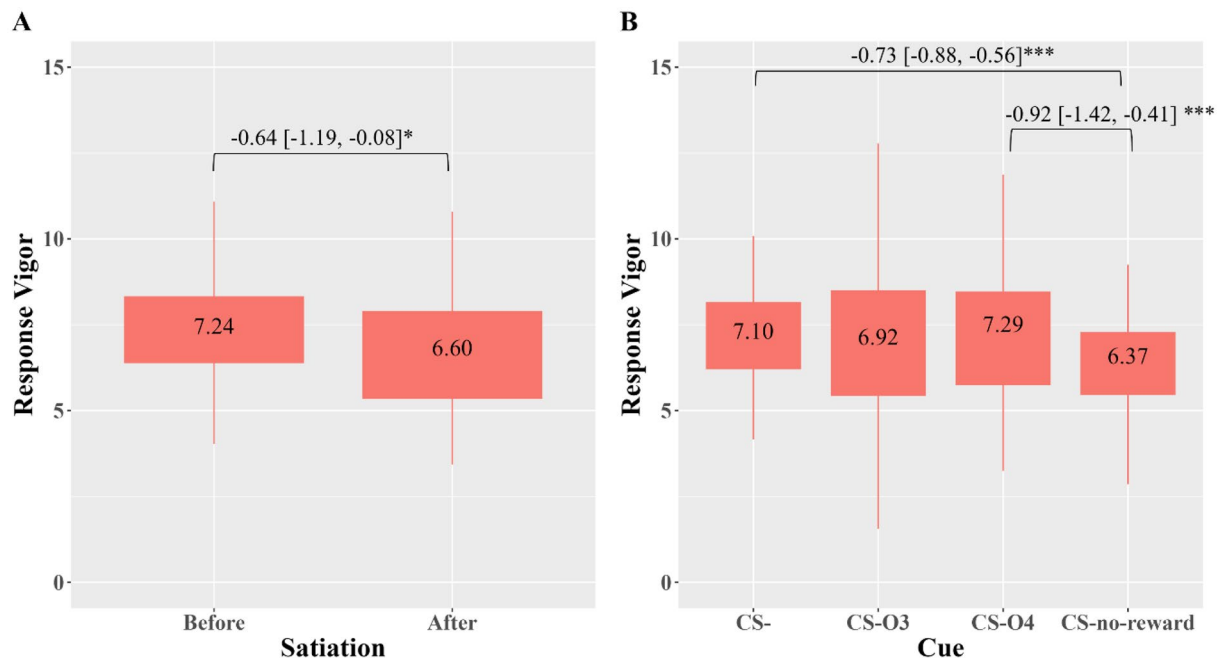 A
Response Vigor
15
10
5
0
-0.64 [-1.19, -0.08]*
7.24
6.60
Before
After
Satiation
B
Response Vigor
15
10
5
0
-0.73 [-0.88, -0.56]***
-0.92 [-1.42, -0.41] ***
7.10
6.92
7.29
6.37
CS-
CS-O3
CS-O4
CS-no-reward
Cue